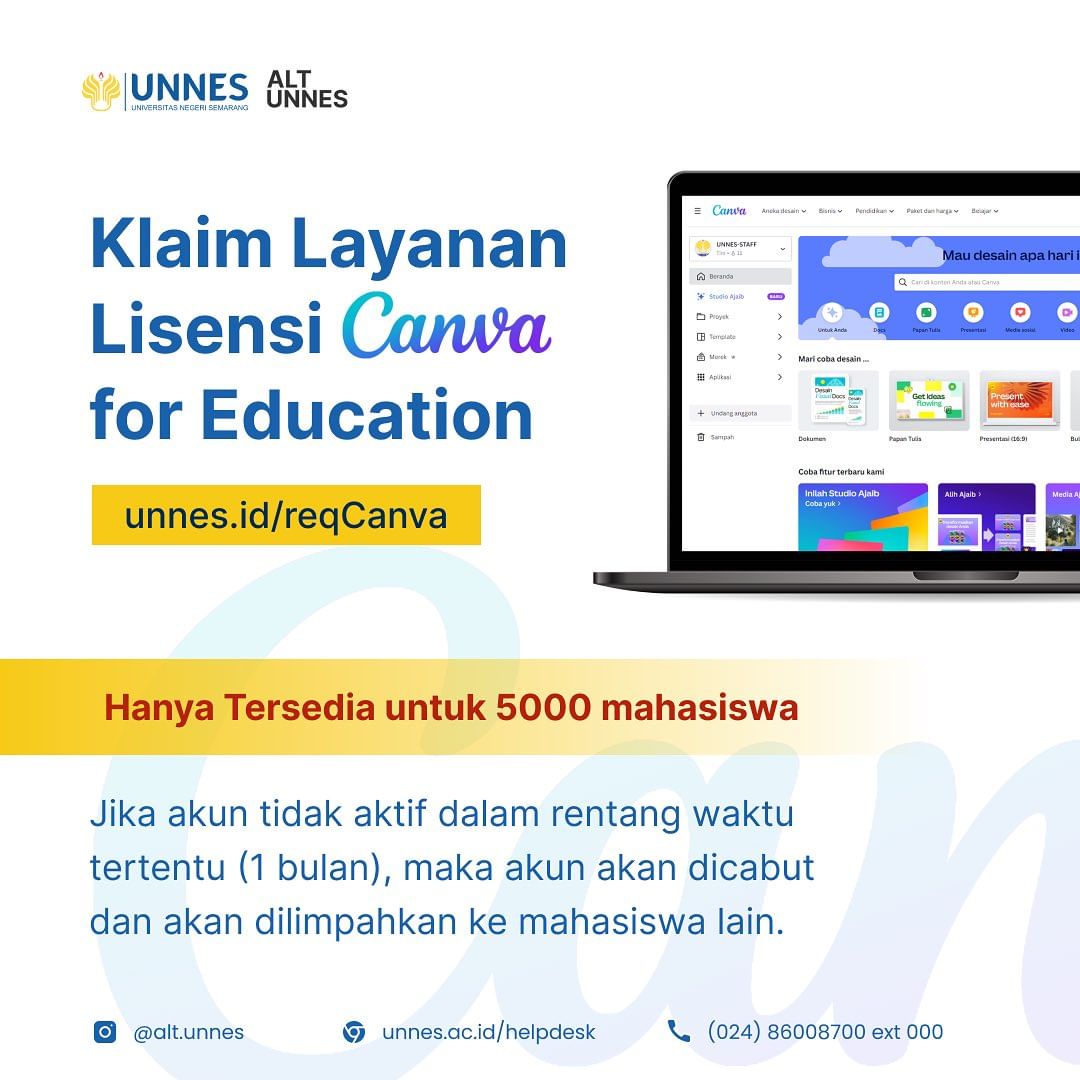 UNNES
UNIVERSITAS NEGERI SEMARANG
ALT
UNNES
Klaim Layanan
Lisensi Canva
for Education
unnes.id/reqCanva
Canva Aneka desain Bisnis Pendidikan Paket dan harga Belajar
UNNES-STAFF
Tim • 11
Beranda
Studio Ajaib BARU
Proyek
Template
Merek
Aplikasi
Undang anggota
Sampah
Mau desain apa hari i
Cari di konten Anda atau Canva
Untuk Anda Docs Papan Tulis Presentasi Media sosial Video
Mari coba desain ...
Desain
Docs
Get ideas
flowing
Present
with ease
Dokumen Papan Tulis Presentasi (16:9) Bul
Coba fitur terbaru kami
Inilah Studio Ajaib
Coba yuk
Alih Ajaib
Media A
Hanya Tersedia untuk 5000 mahasiswa
Jika akun tidak aktif dalam rentang waktu
tertentu (1 bulan), maka akun akan dicabut
dan akan dilimpahkan ke mahasiswa lain.
@alt.unnes unnes.ac.id/helpdesk (024) 86008700 ext 000